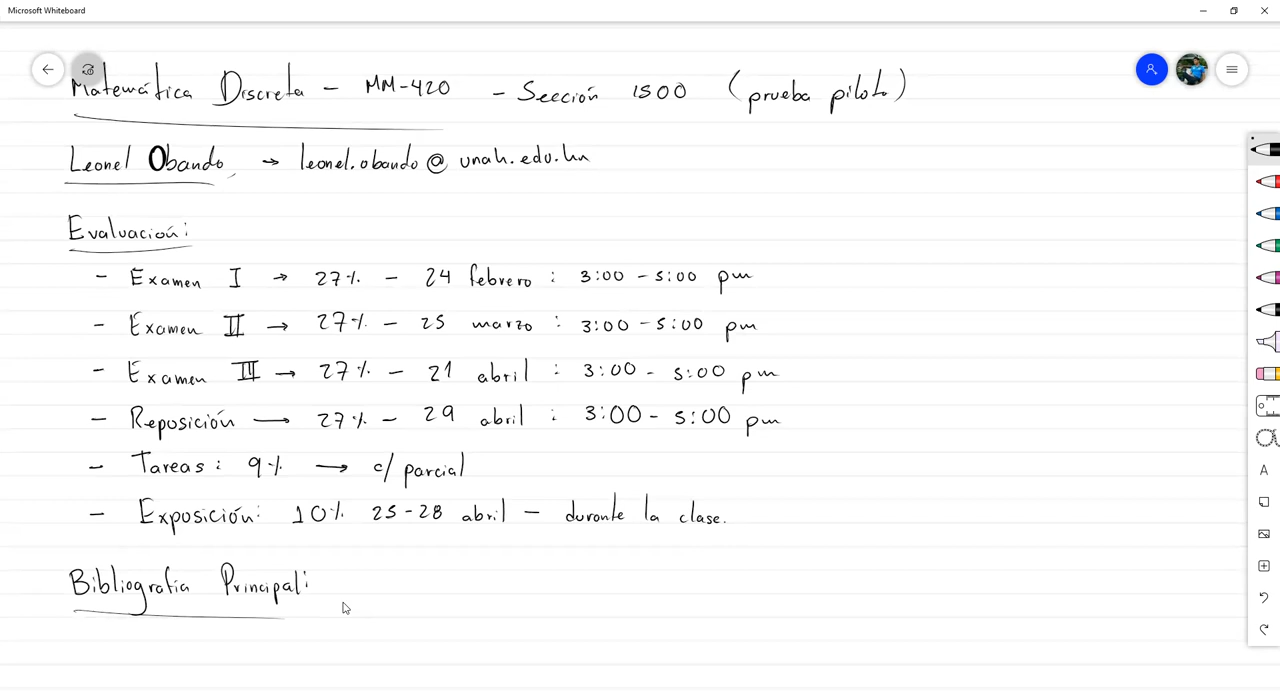 Microsoft Whiteboard
Matemática Discreta - MM-420 - Sección 1500 (prueba piloto)
Leonel Obando, → leonel.obando@unah.edu.hn
Evaluación:
- Examen I → 27% - 24 febrero : 3:00 - 5:00 pm
- Examen II → 27% - 25 marzo : 3:00 - 5:00 pm
- Examen III → 27% - 21 abril : 3:00 - 5:00 pm
- Reposición → 27% - 29 abril : 3:00 - 5:00 pm
- Tareas : 9% → c/ parcial
- Exposición: 10% 25-28 abril - durante la clase.
Bibliografía Principal: